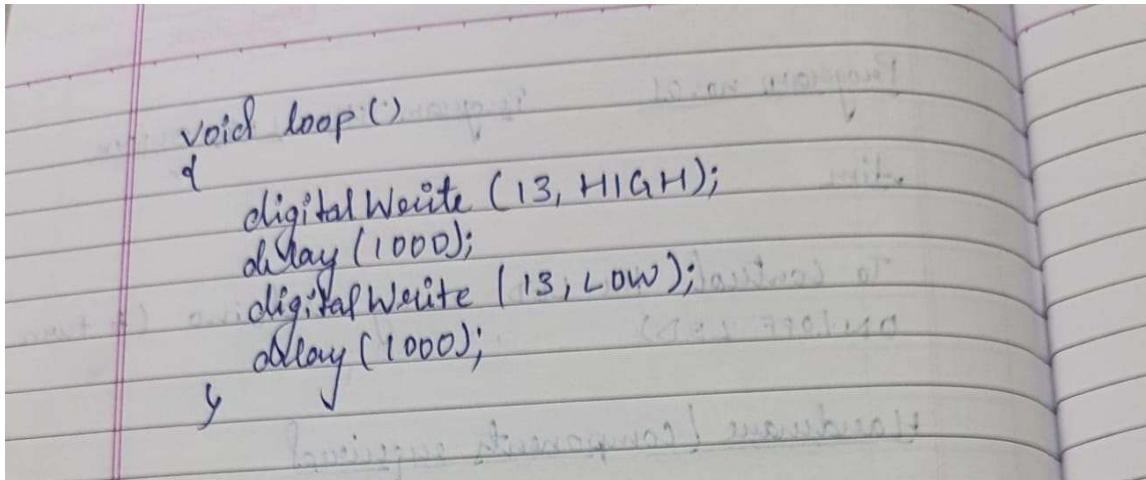 void loop ()
{
digitalWrite (13, HIGH);
delay (1000);
digitalWrite (13, LOW);
delay (1000);
}